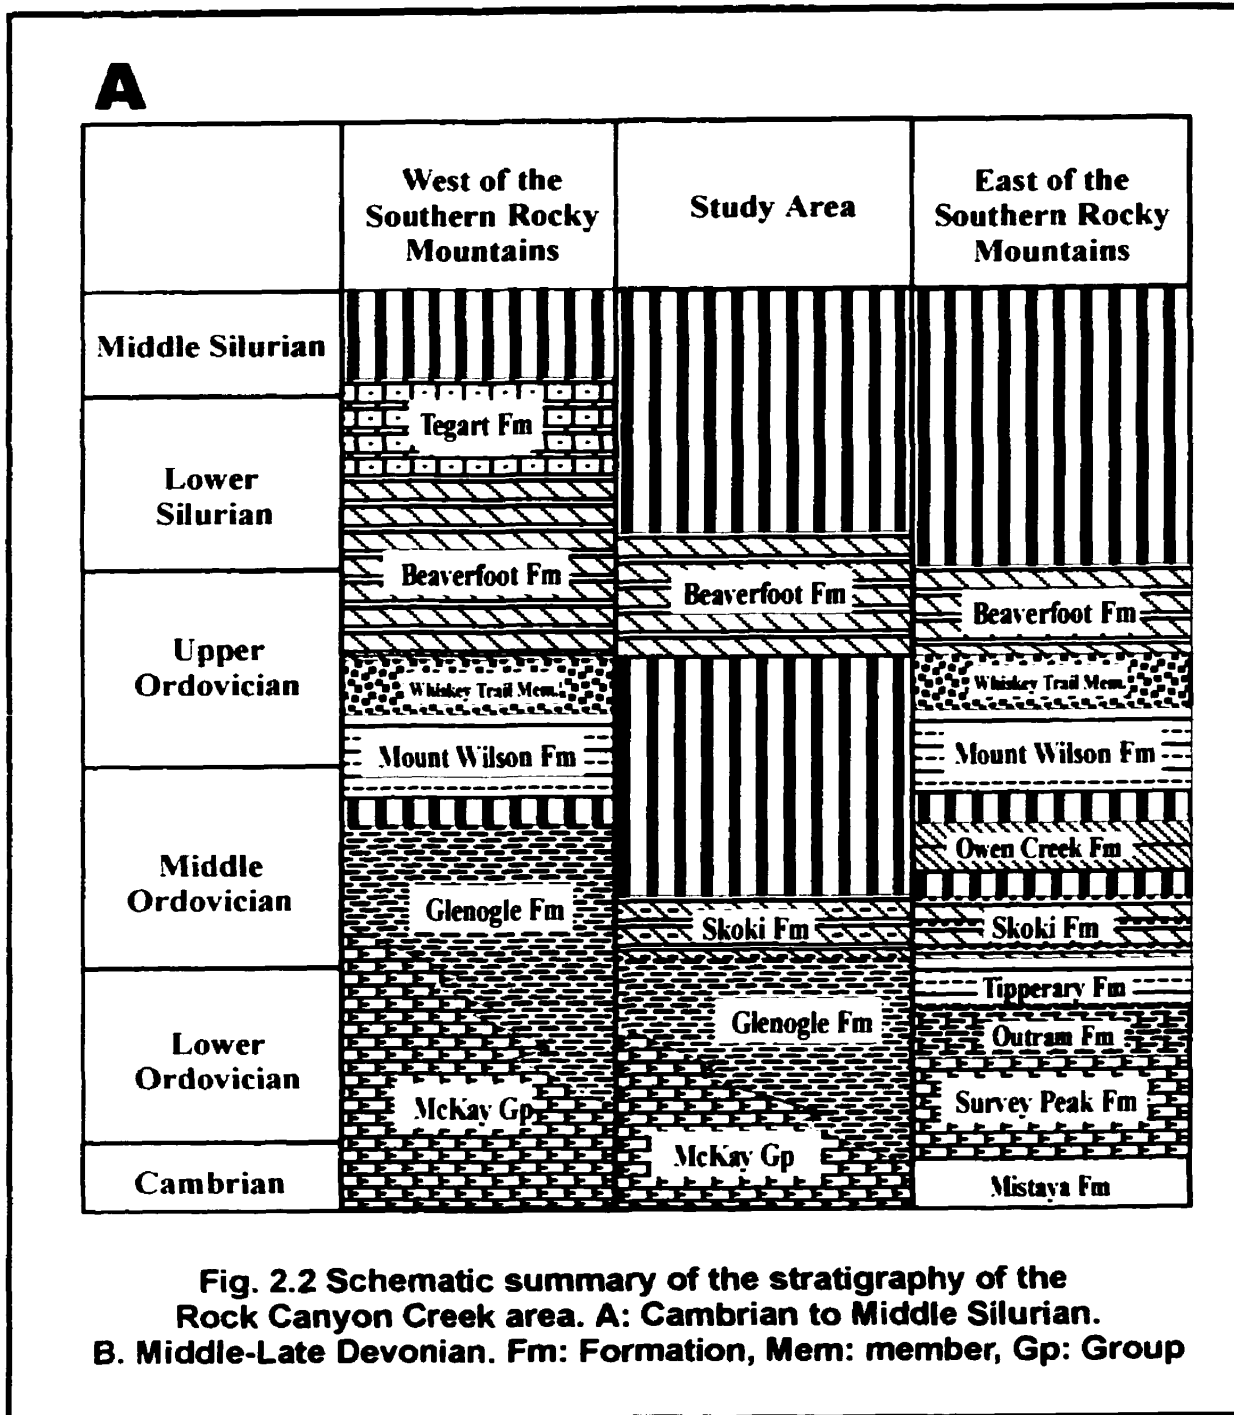 A
West of the
Southern Rocky
Mountains
Study Area
East of the
Southern Rocky
Mountains
Middle Silurian
Lower
Silurian
Upper
Ordovician
Middle
Ordovician
Lower
Ordovician
Cambrian
Tegart Fm
Beaverfoot Fm
Whiskey Trail Mem.
Mount Wilson Fm
Glenogle Fm
McKay Gp
Beaverfoot Fm
Skoki Fm
Glenogle Fm
McKay Gp
Beaverfoot Fm
Whiskey Trail Mem.
Mount Wilson Fm
Owen Creek Fm
Skoki Fm
Tipperary Fm
Outram Fm
Survey Peak Fm
Mistaya Fm
Fig. 2.2 Schematic summary of the stratigraphy of the
Rock Canyon Creek area. A: Cambrian to Middle Silurian.
B. Middle-Late Devonian. Fm: Formation, Mem: member, Gp: Group